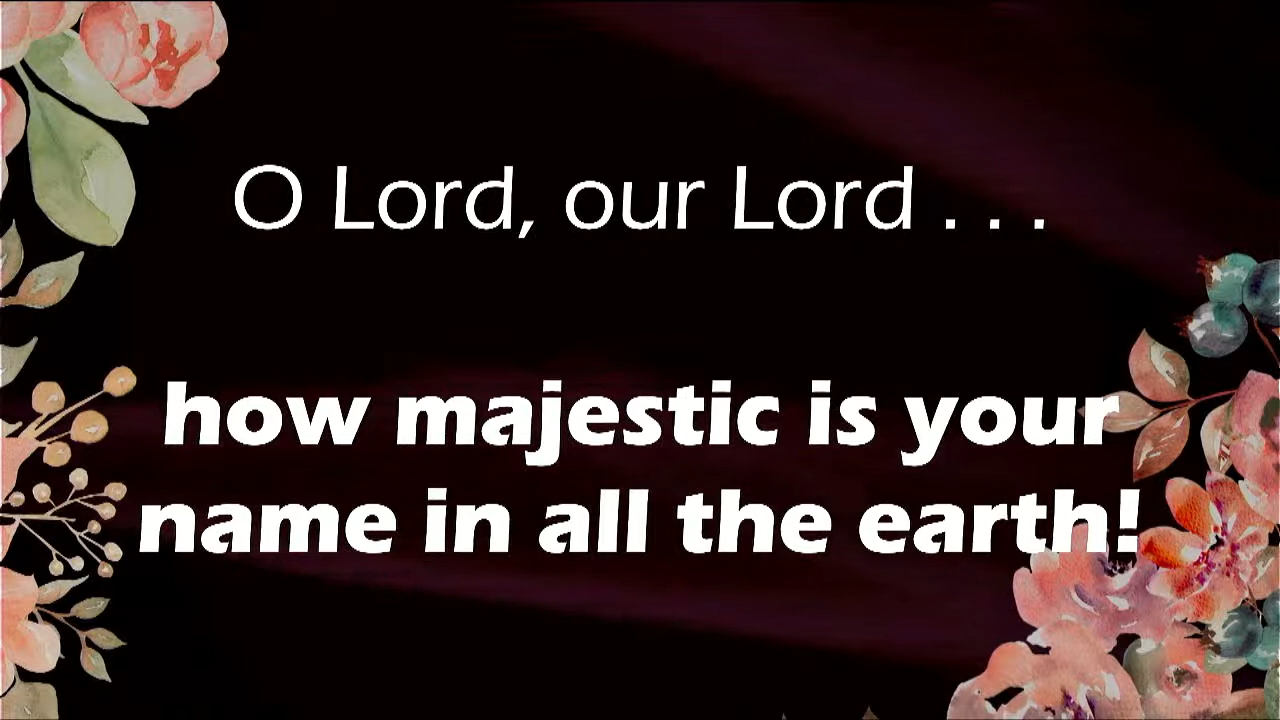 O Lord, our Lord . . .
how majestic is your
name in all the earth!